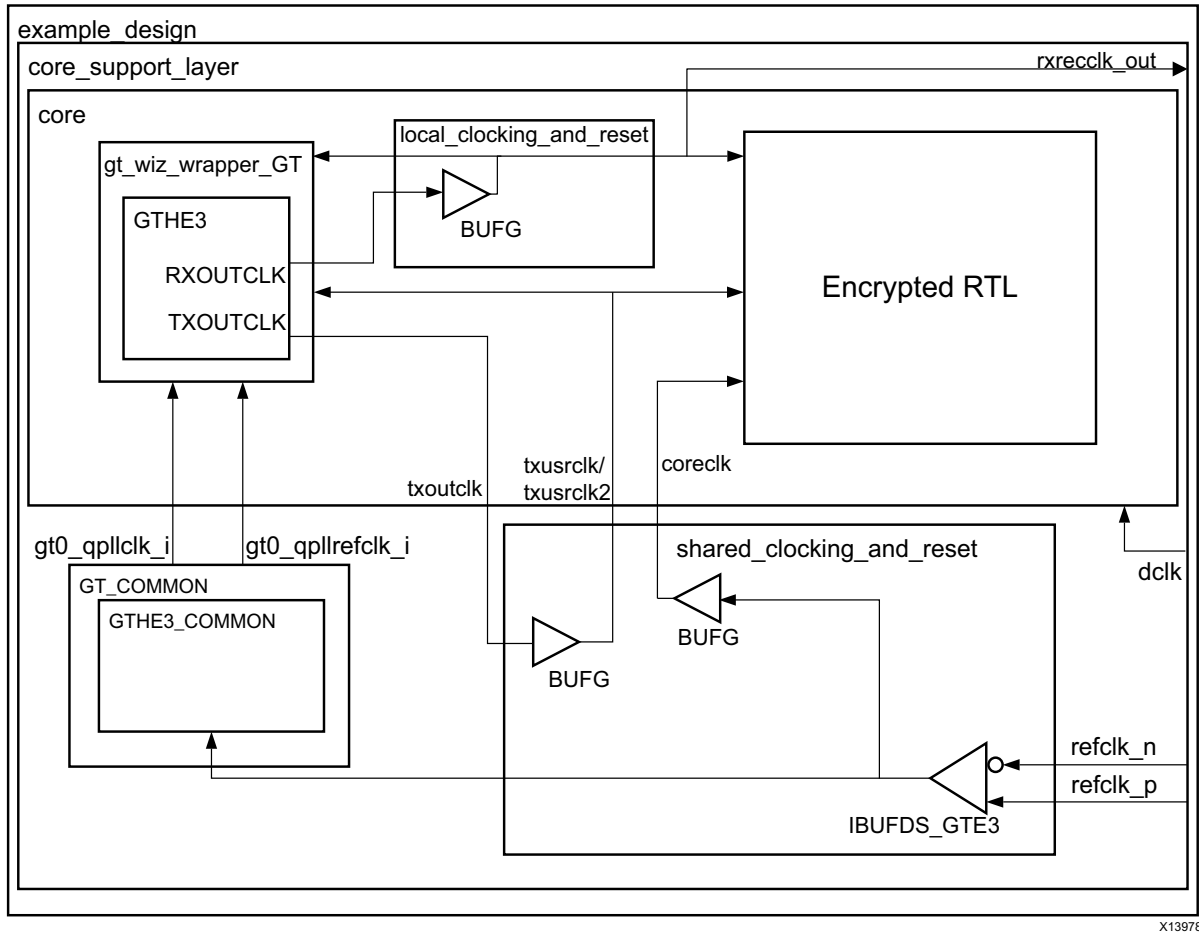 example_design
core_support_layer
rxrecclk_out
core
local_clocking_and_reset
gt_wiz_wrapper_GT
GTHE3
BUFG
RXOUTCLK
TXOUTCLK
Encrypted RTL
txusrclk/
txusrclk2
coreclk
txoutclk
gt0_qpllclk_i
gt0_qpllrefclk_i
shared_clocking_and_reset
dclk
GT_COMMON
GTHE3_COMMON
BUFG
BUFG
refclk_n
refclk_p
IBUFDS_GTE3
X13975